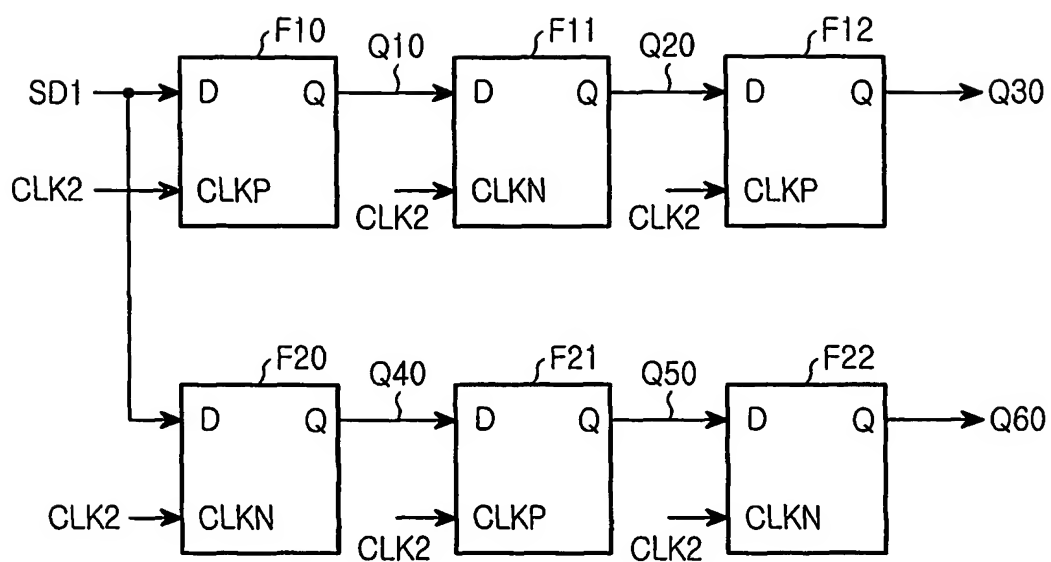 F10
F11
F12
Q10
Q20
SD1
D
Q
D
Q
D
Q
Q30
CLK2
CLKP
CLK2
CLKN
CLK2
CLKP
F20
F21
F22
Q40
Q50
D
Q
D
Q
D
Q
Q60
CLK2
CLKN
CLK2
CLKP
CLK2
CLKN